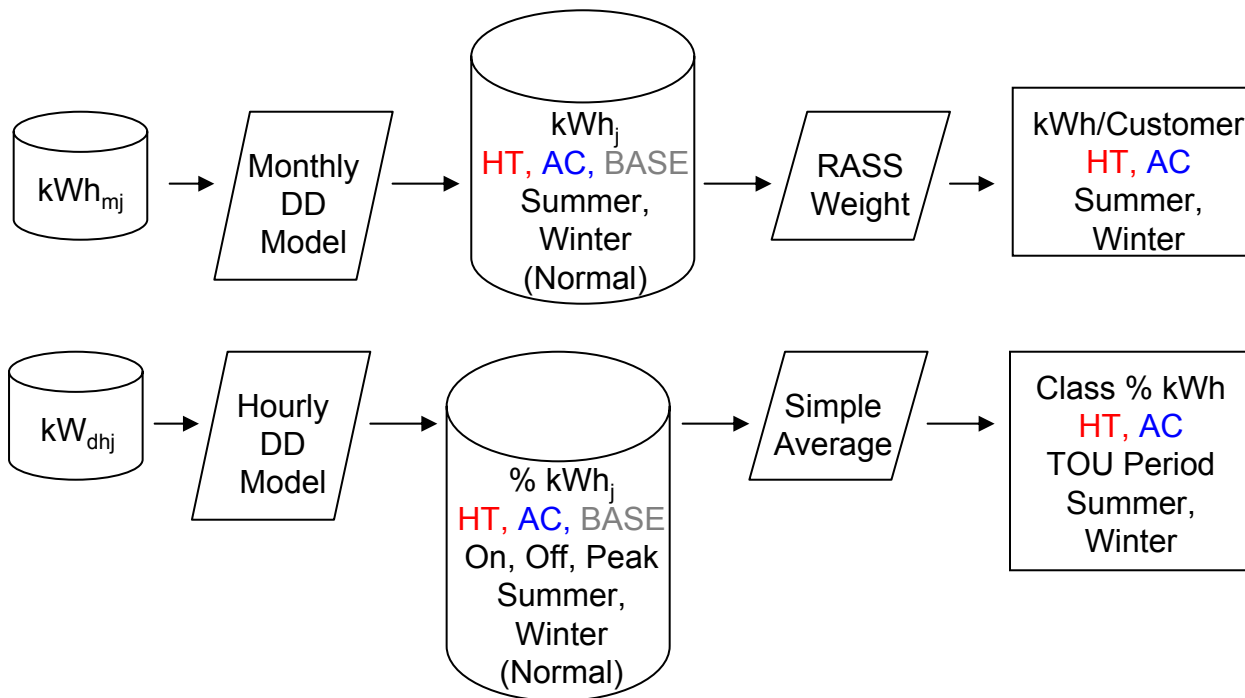 kWhmj
Monthly
DD
Model
kWhj
HT, AC, BASE
Summer,
Winter
(Normal)
RASS
Weight
kWh/Customer
HT, AC
Summer,
Winter
kWdhj
Hourly
DD
Model
% kWhj
HT, AC, BASE
On, Off, Peak
Summer,
Winter
(Normal)
Simple
Average
Class % kWh
HT, AC
TOU Period
Summer,
Winter